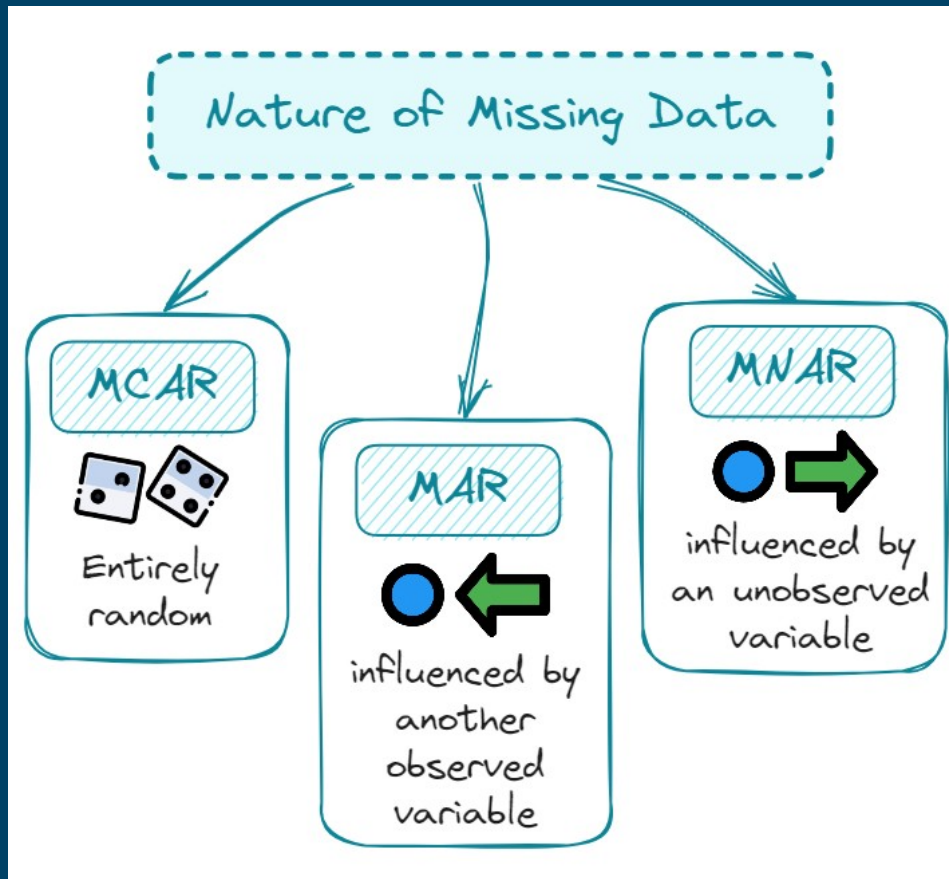 Nature of Missing Data
MCAR
Entirely
random
MAR
influenced by
another
observed
variable
MNAR
influenced by
an unobserved
variable